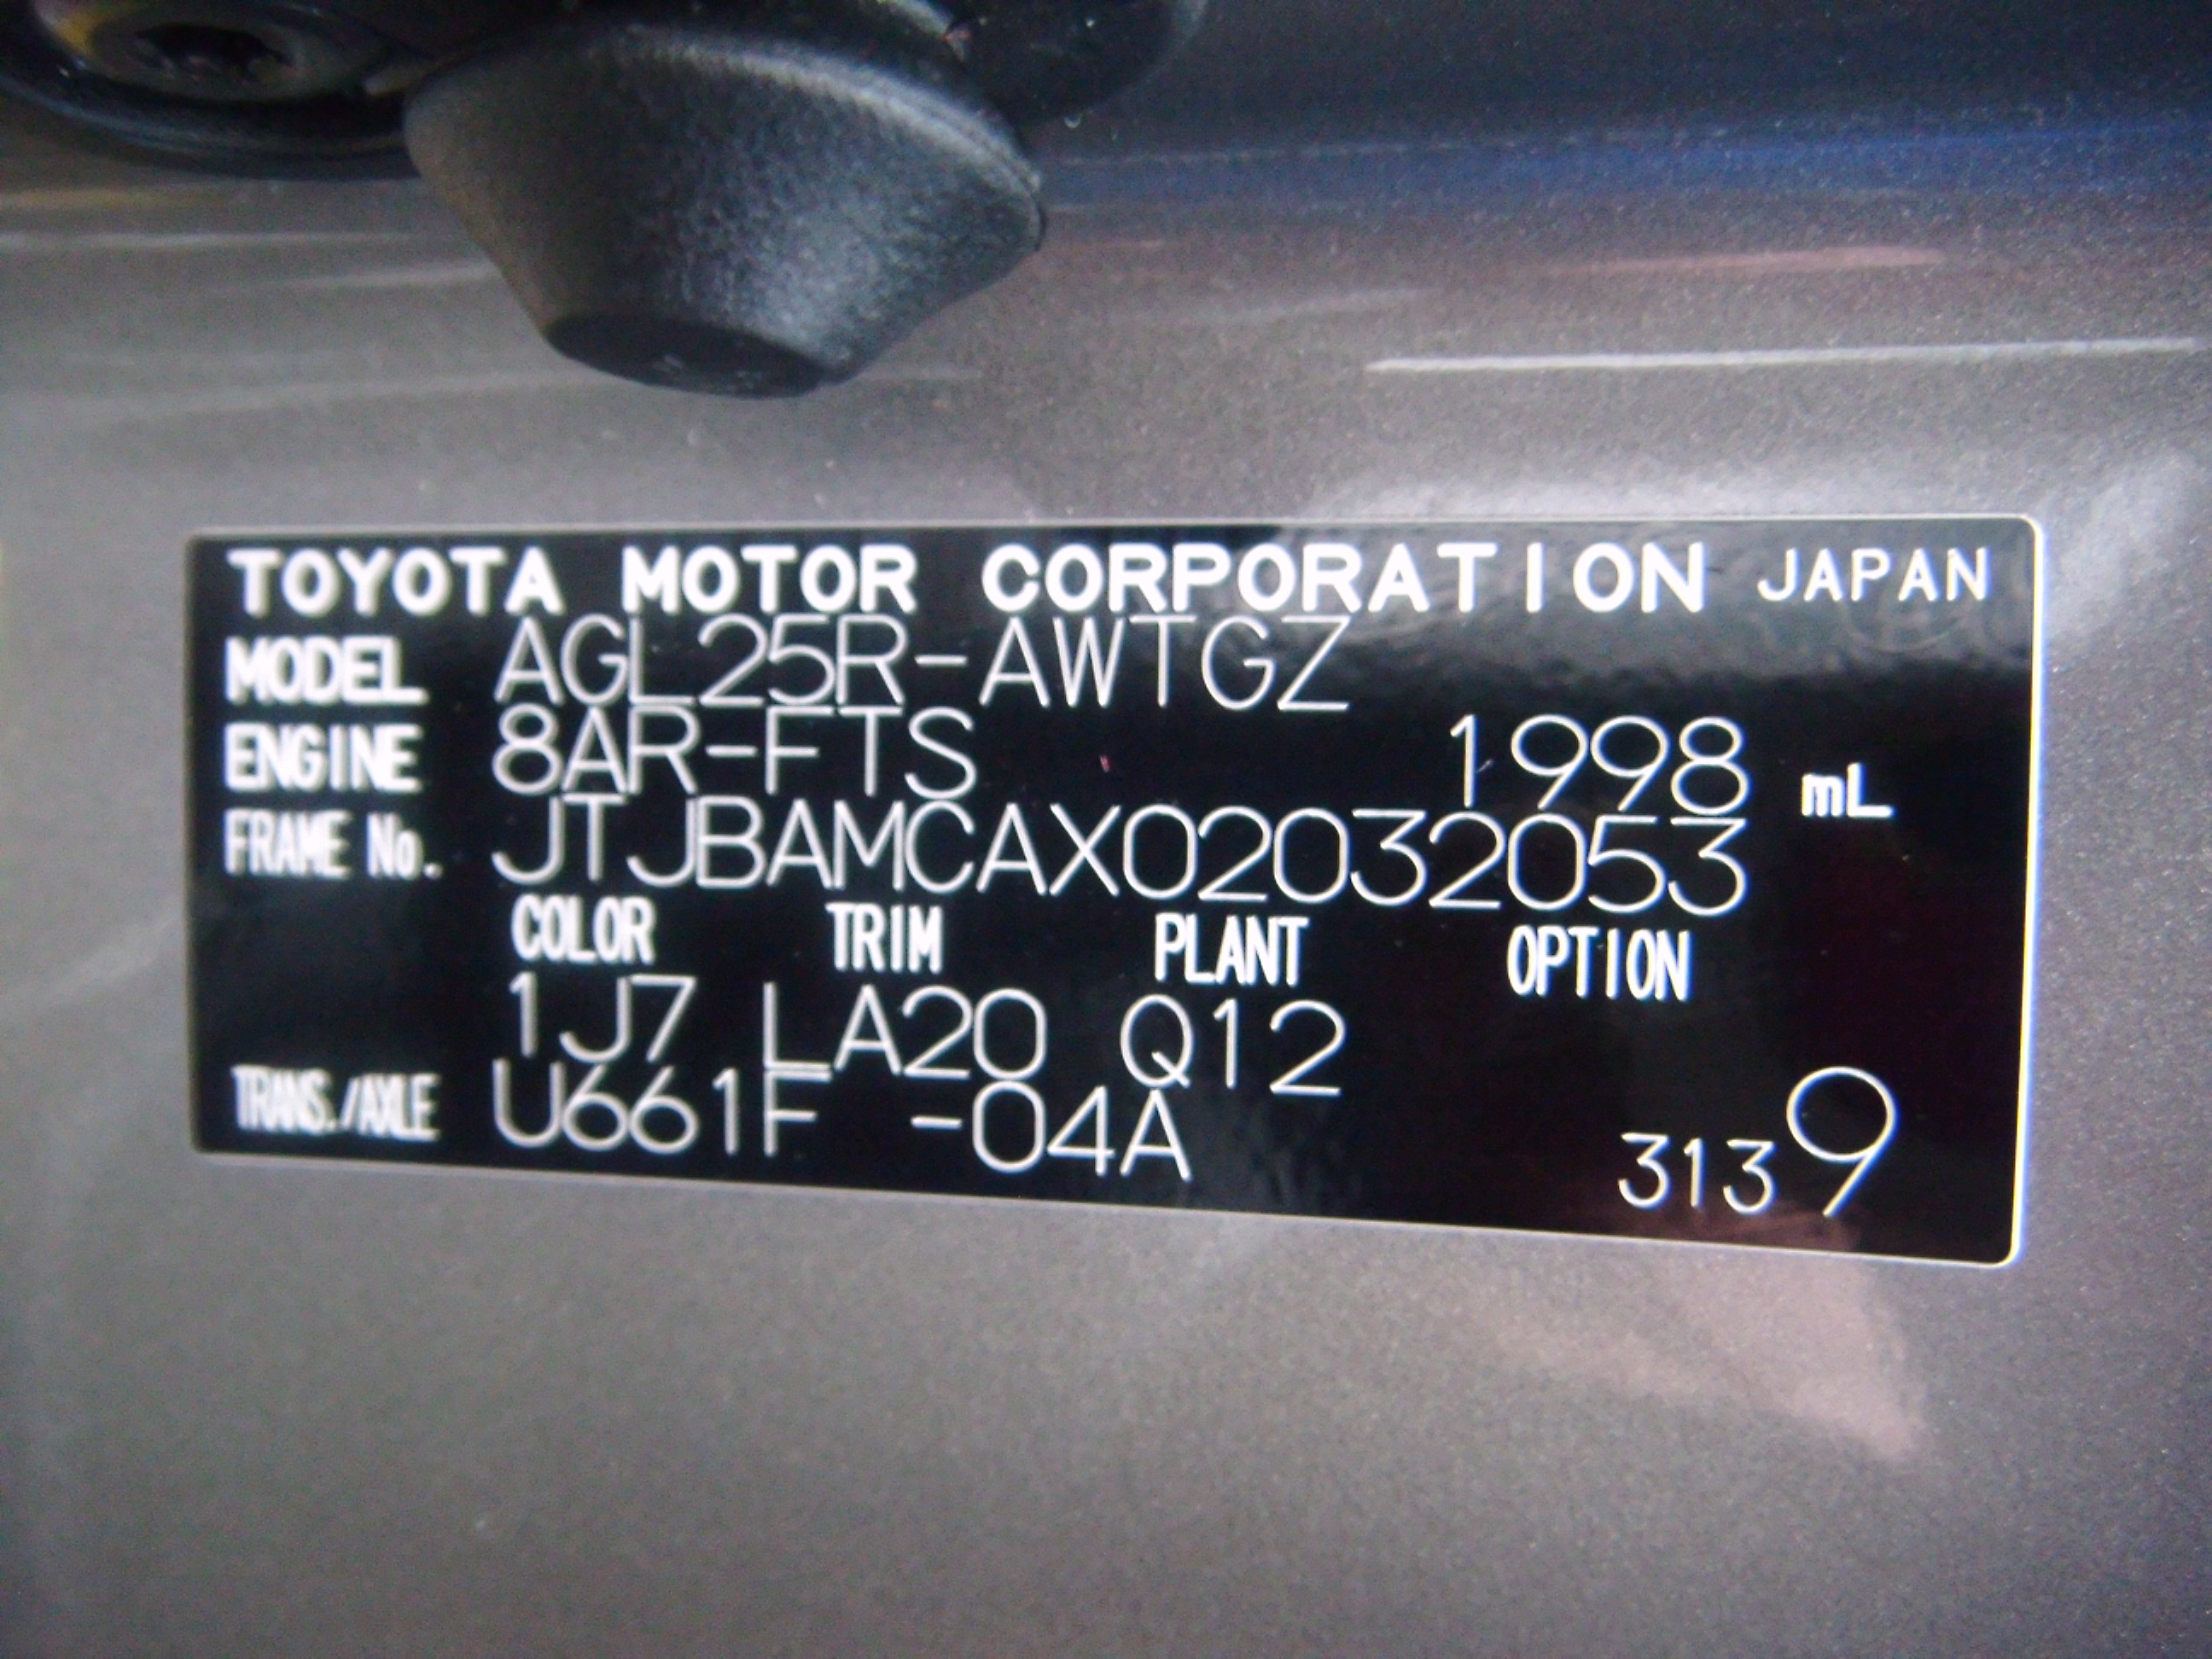 TOYOTA MOTOR CORPORATION JAPAN
MODEL AGL25R-AWTGZ
ENGINE 8AR-FTS 1998 mL
FRAME No. JTJBAMCAX02032053
COLOR TRIM PLANT OPTION
1J7 LA20 Q12
TRANS./AXLE U661F -04A 3139